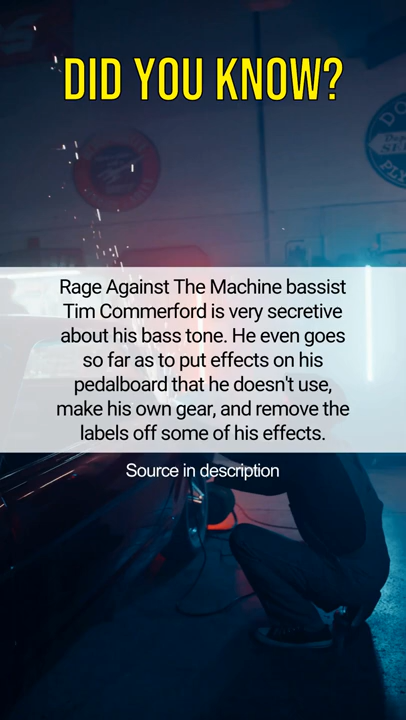 DID YOU KNOW?
DO
PLY
Rage Against The Machine bassist
Tim Commerford is very secretive
about his bass tone. He even goes
so far as to put effects on his
pedalboard that he doesn't use,
make his own gear, and remove the
labels off some of his effects.
Source in description